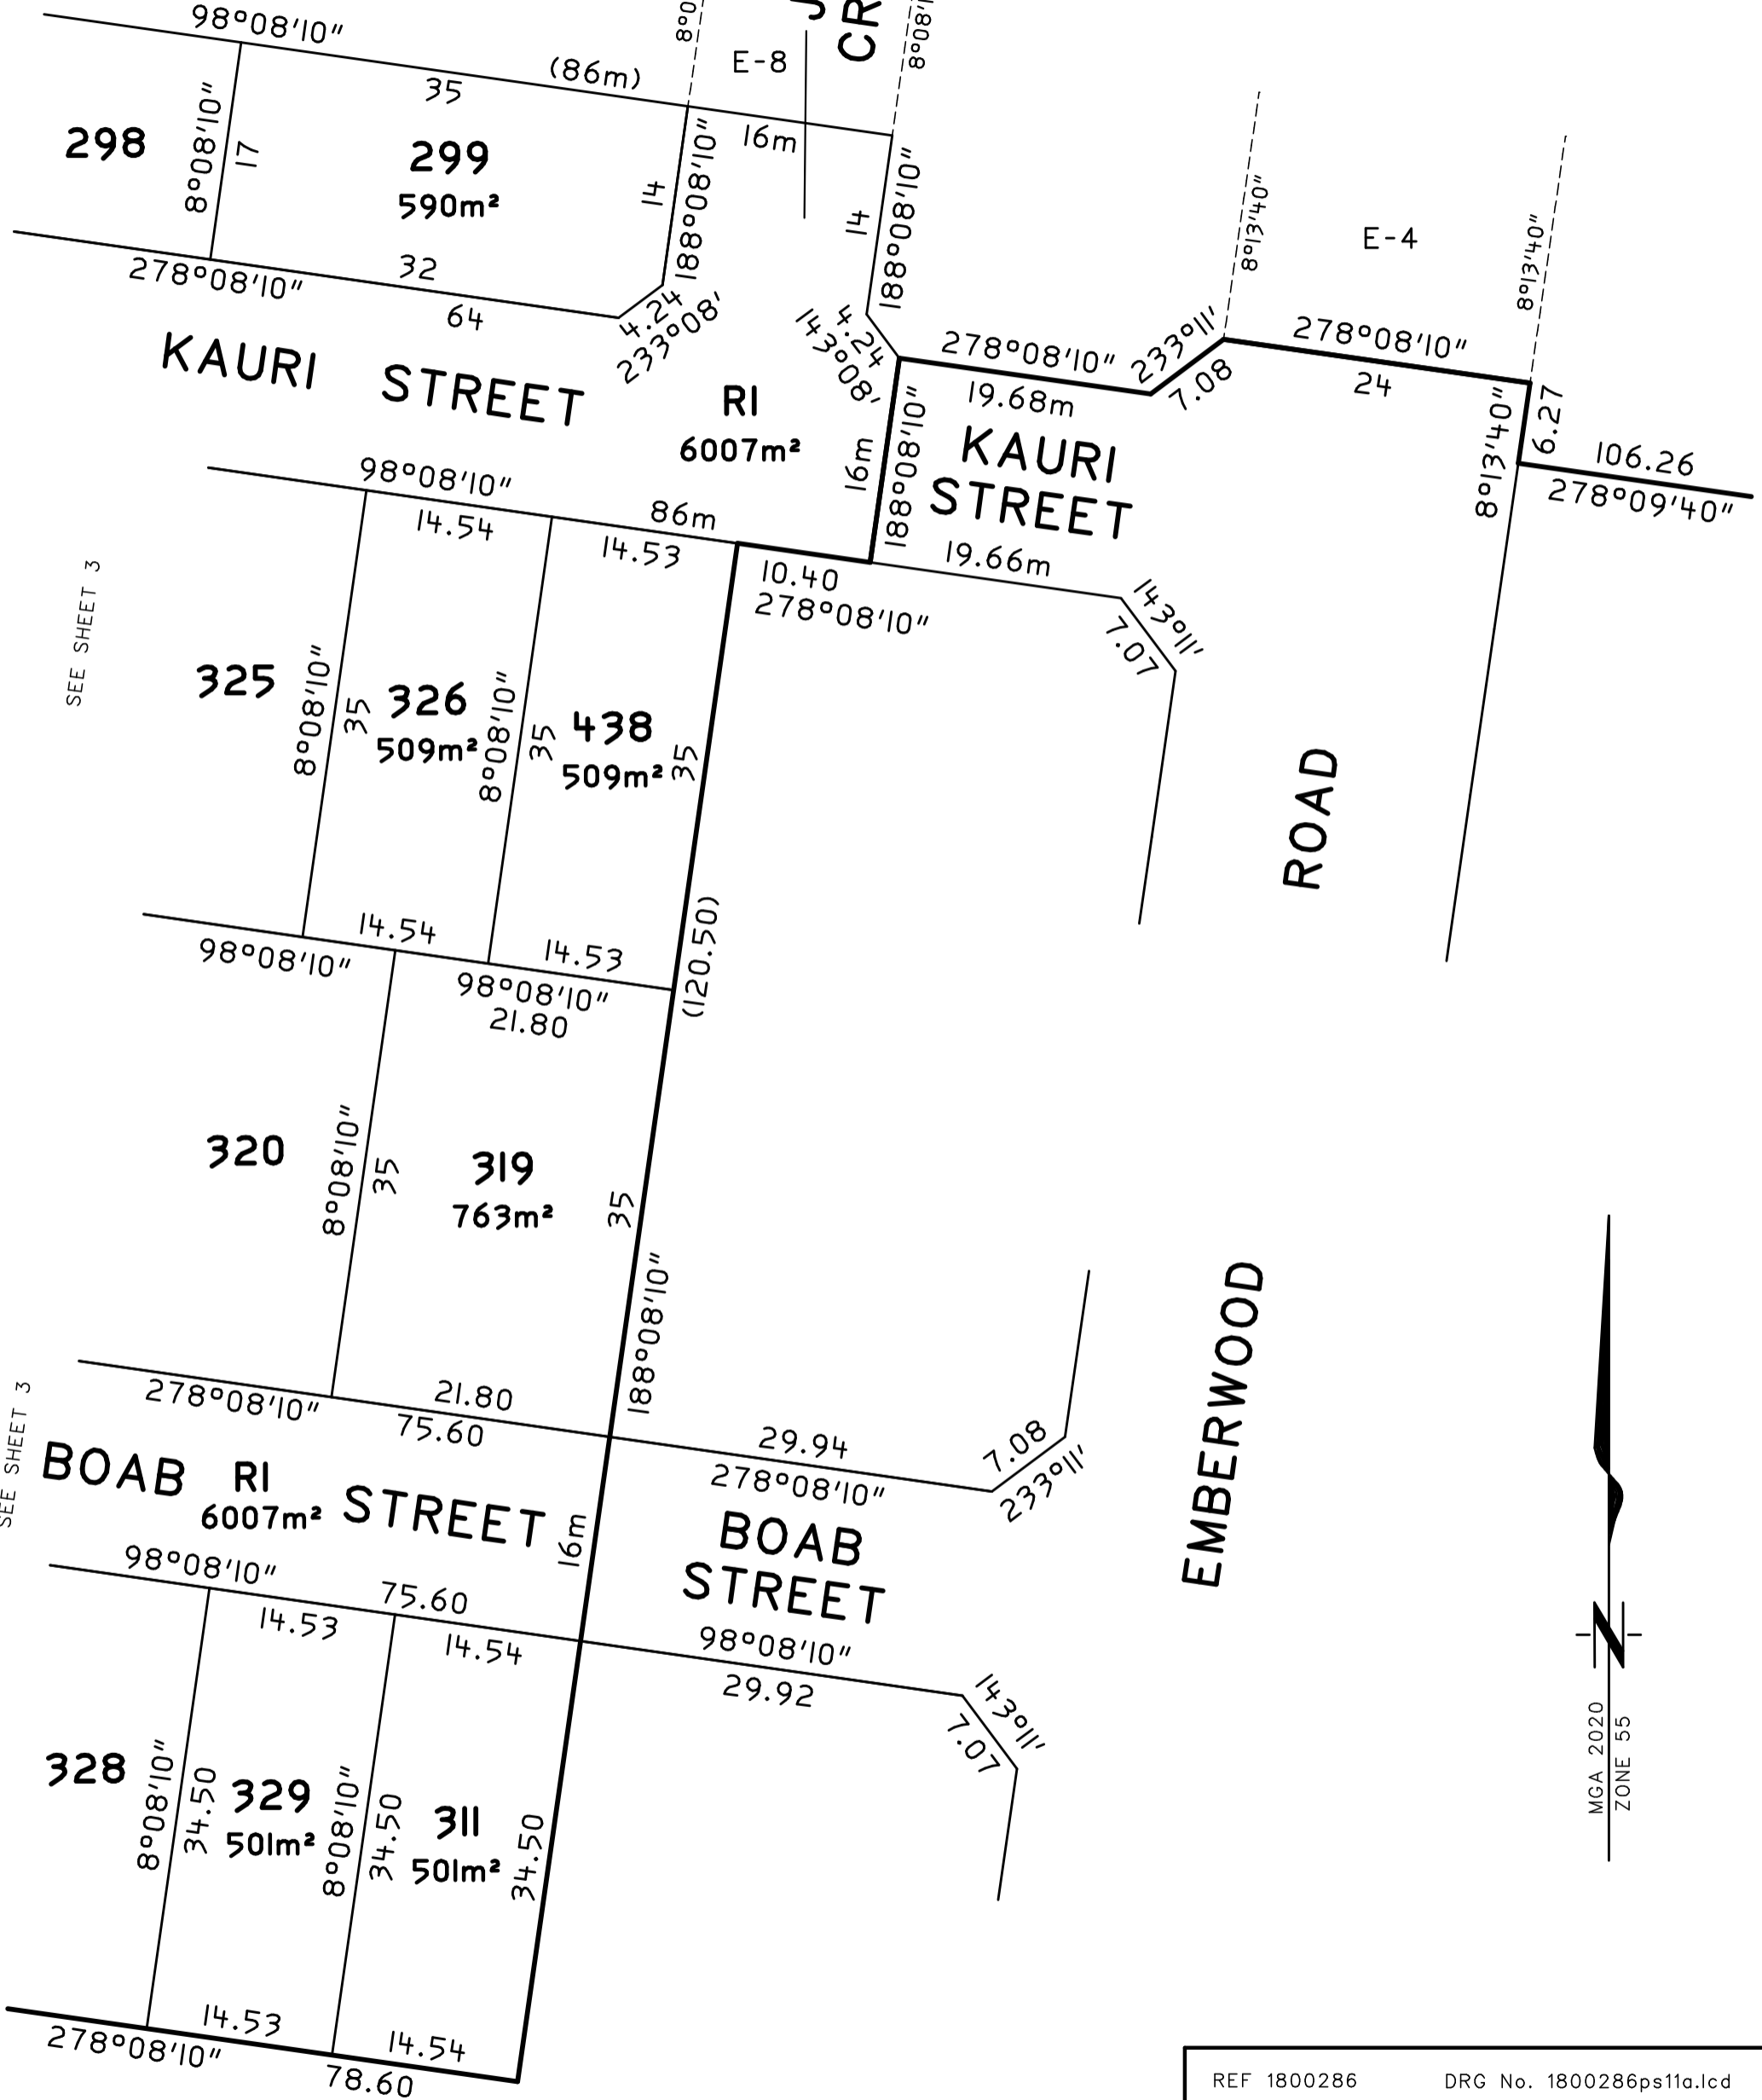 98°08'10"
8°0
J
CR
8°08'1
(86m)
E-8
35
16m
298
8°08'10"
17
299
590m²
14
188°08'10"
14
188°08'10"
8°13'40"
E-4
8°13'40"
32
278°08'10"
64
4.24
233°08'
4.24
143°08'
278°08'10"
233°11'
278°08'10"
19.68m
7.08
24
KAURI STREET
R1
6007m²
16m
188°08'10"
KAURI
STREET
8°13'40"
6.27
106.26
278°09'40"
98°08'10"
14.54
86m
14.53
19.66m
10.40
278°08'10"
143°11'
7.07
SEE SHEET 3
325
8°08'10"
35
326
509m²
8°08'10"
35
438
509m²
35
ROAD
14.54
14.53
(120.50)
98°08'10"
98°08'10"
21.80
320
8°08'10"
35
319
763m²
35
188°08'10"
EMBERWOOD
SEE SHEET 3
278°08'10"
21.80
75.60
29.94
7.08
278°08'10"
233°11'
BOAB
R1
6007m²
STREET
16m
BOAB
STREET
98°08'10"
75.60
14.53
14.54
98°08'10"
29.92
143°11'
7.07
N
MGA 2020
ZONE 55
328
8°08'10"
34.50
329
501m²
8°08'10"
34.50
311
501m²
34.50
14.53
278°08'10"
14.54
78.60
REF 1800286
DRG No. 1800286ps11a.lcd